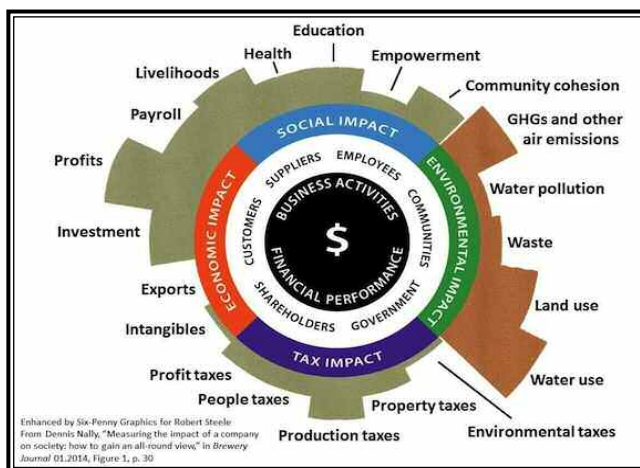 Education
Health
Empowerment
Livelihoods
Community cohesion
Payroll
GHGs and other
air emissions
Profits
Water pollution
Investment
Waste
Exports
Land use
Intangibles
Water use
Profit taxes
People taxes
Production taxes
Property taxes
Environmental taxes
SOCIAL IMPACT
ENVIRONMENTAL IMPACT
TAX IMPACT
ECONOMIC IMPACT
CUSTOMERS
SUPPLIERS
EMPLOYEES
COMMUNITIES
GOVERNMENT
SHAREHOLDERS
BUSINESS ACTIVITIES
$
FINANCIAL PERFORMANCE
Enhanced by Six-Penny Graphics for Robert Steele
From Dennis Nally, "Measuring the impact of a company
on society: how to gain an all-round view," in Brewery
Journal 01.2014, Figure 1, p. 30